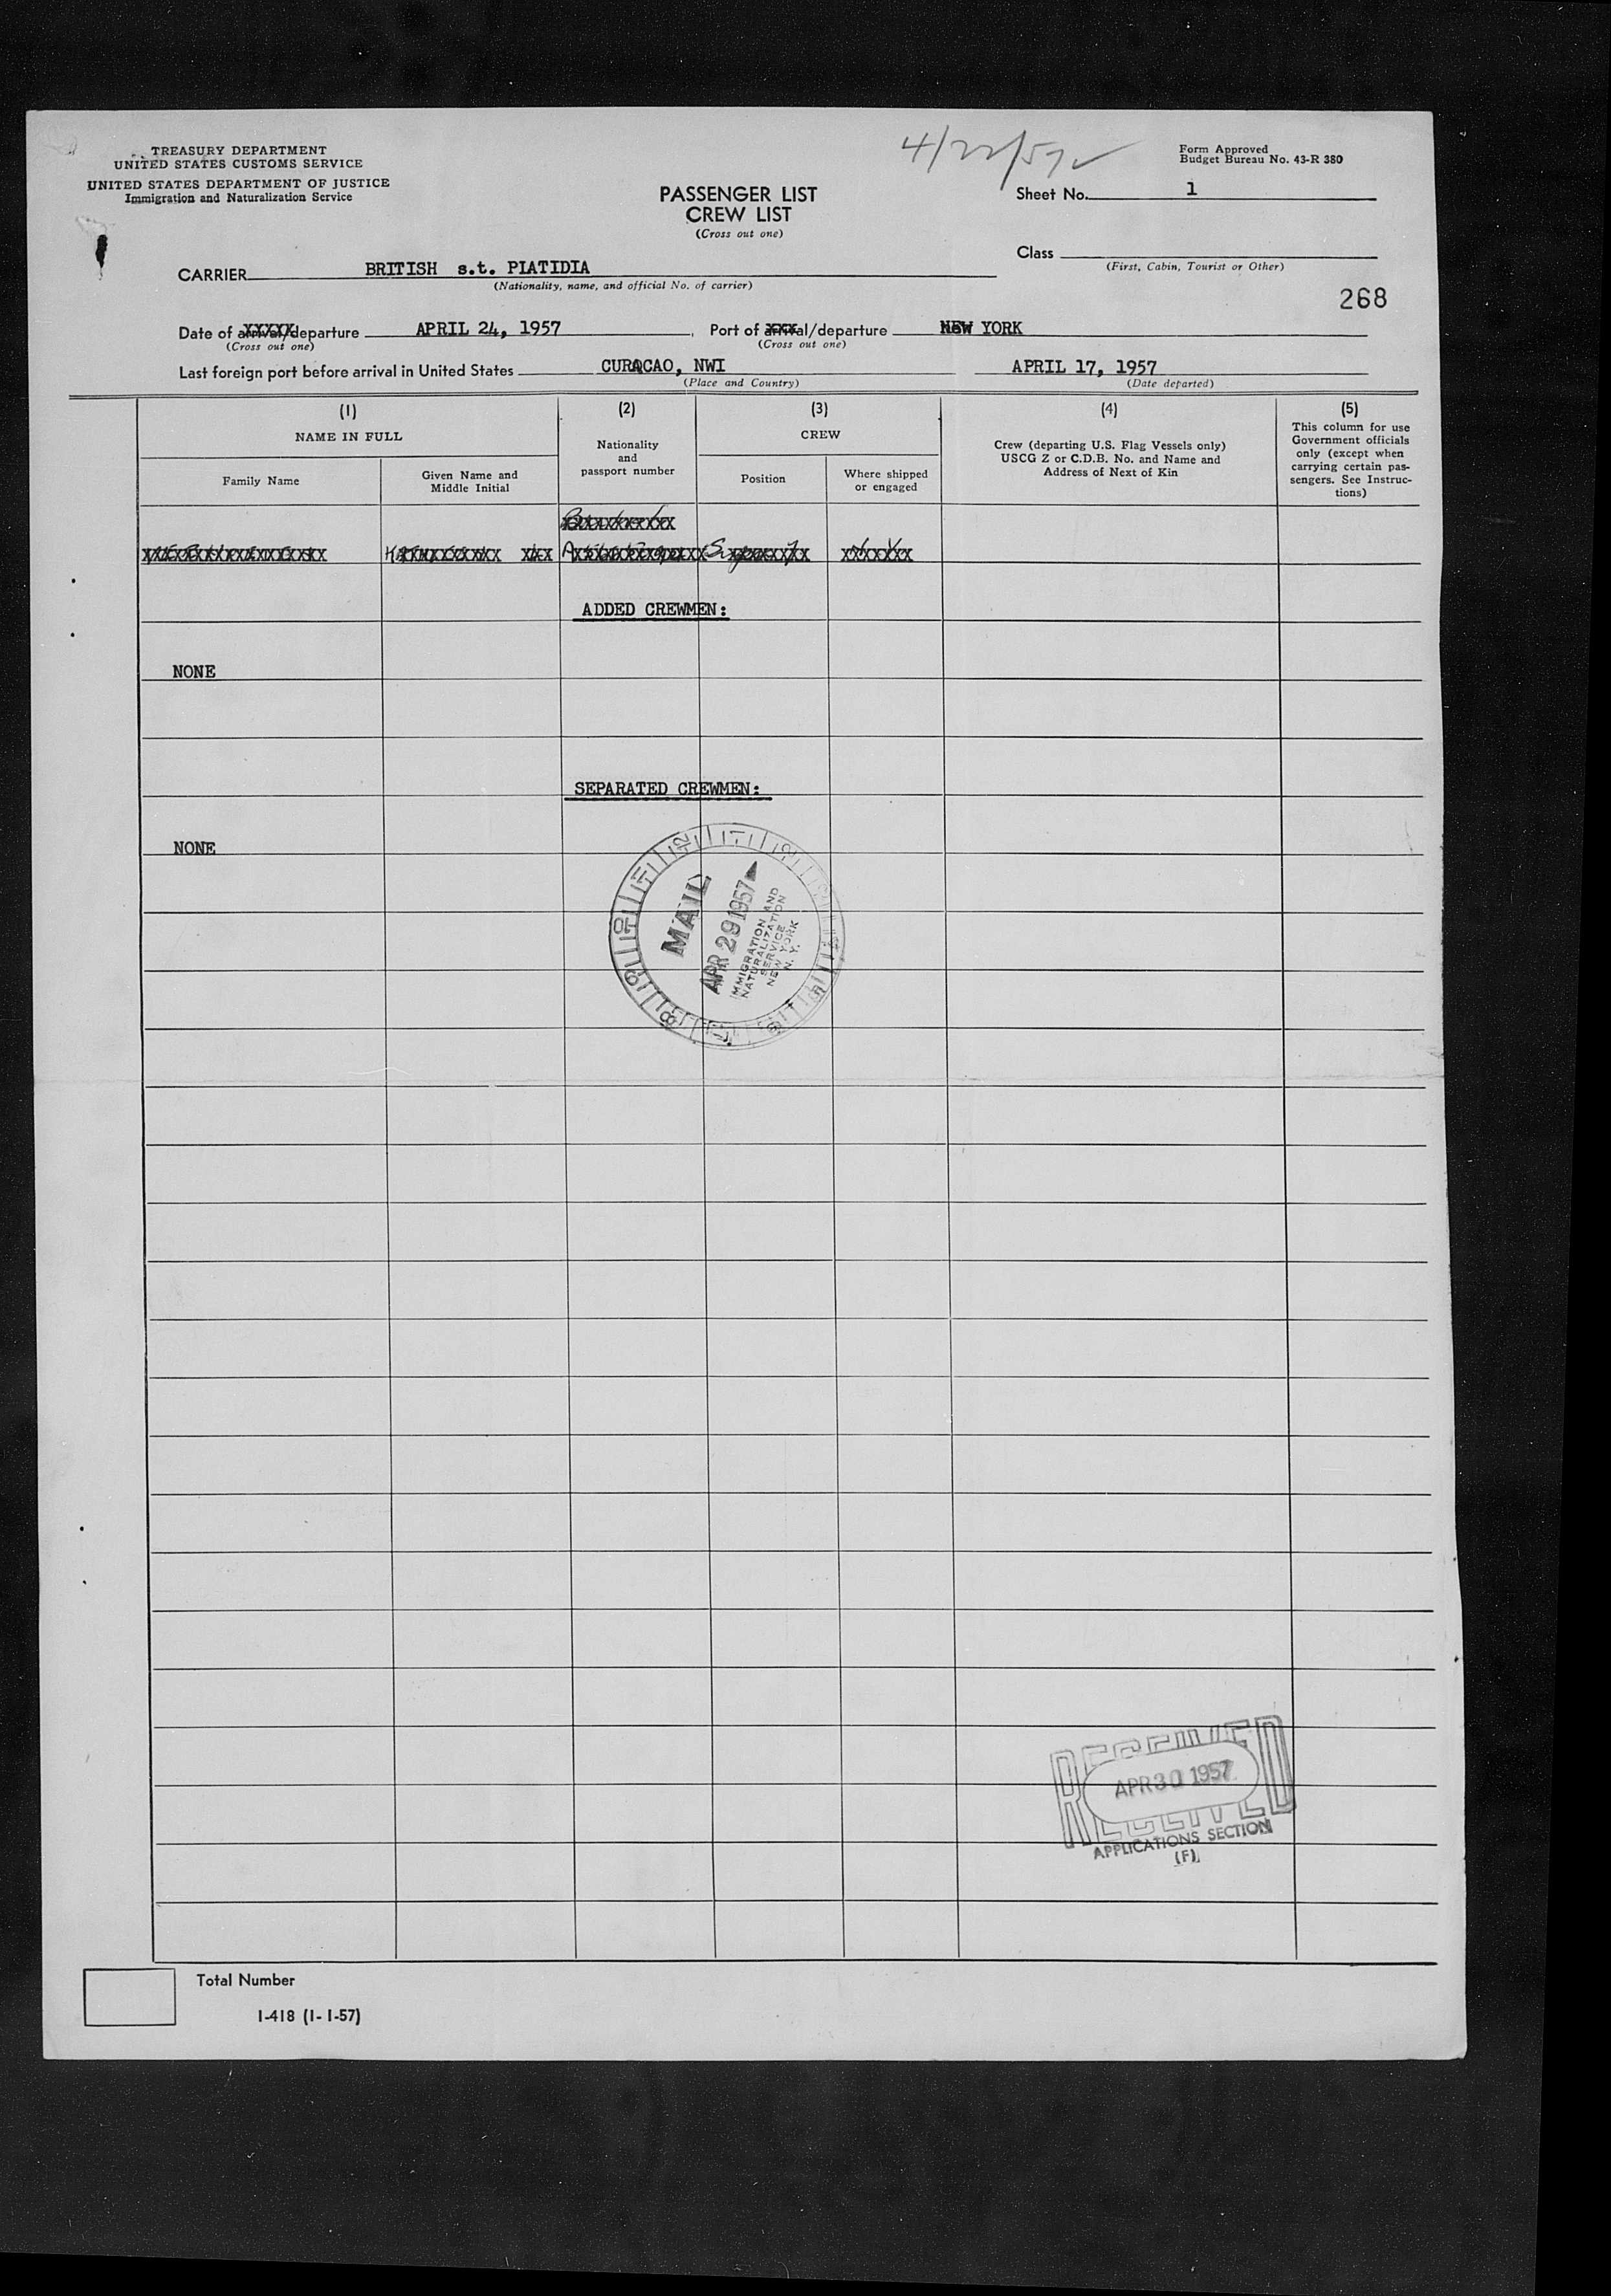 TREASURY DEPARTMENT
UNITED STATES CUSTOMS SERVICE
UNITED STATES DEPARTMENT OF JUSTICE
Immigration and Naturalization Service
4/22/57
Form Approved
Budget Bureau No. 43-R 380
PASSENGER LIST
CREW LIST
(Cross out one)
Sheet No. 1
Class
(First, Cabin, Tourist or Other)
CARRIER BRITISH s.t. PIATIDIA
(Nationality, name, and official No. of carrier)
268
Date of arrival/departure APRIL 24, 1957 Port of arrival/departure NEW YORK
(Cross out one) (Cross out one)
Last foreign port before arrival in United States CURACAO, NWI APRIL 17, 1957
(Place and Country) (Date departed)
(1) (2) (3) (4) (5)
NAME IN FULL
Family Name
Given Name and
Middle Initial
Nationality
and
passport number
CREW
Position
Where shipped
or engaged
Crew (departing U.S. Flag Vessels only)
USCG Z or C.D.B. No. and Name and
Address of Next of Kin
This column for use
Government officials
only (except when
carrying certain pas-
sengers. See Instruc-
tions)
ADDED CREWMEN:
NONE
SEPARATED CREWMEN:
NONE
MAIL
APR 29 1957
IMMIGRATION AND
NATURALIZATION
SERVICE
NEW YORK
N. Y.
RECEIVED
APR 30 1957
RECEIVED
APPLICATIONS SECTION
(F)
Total Number
I-418 (1-1-57)